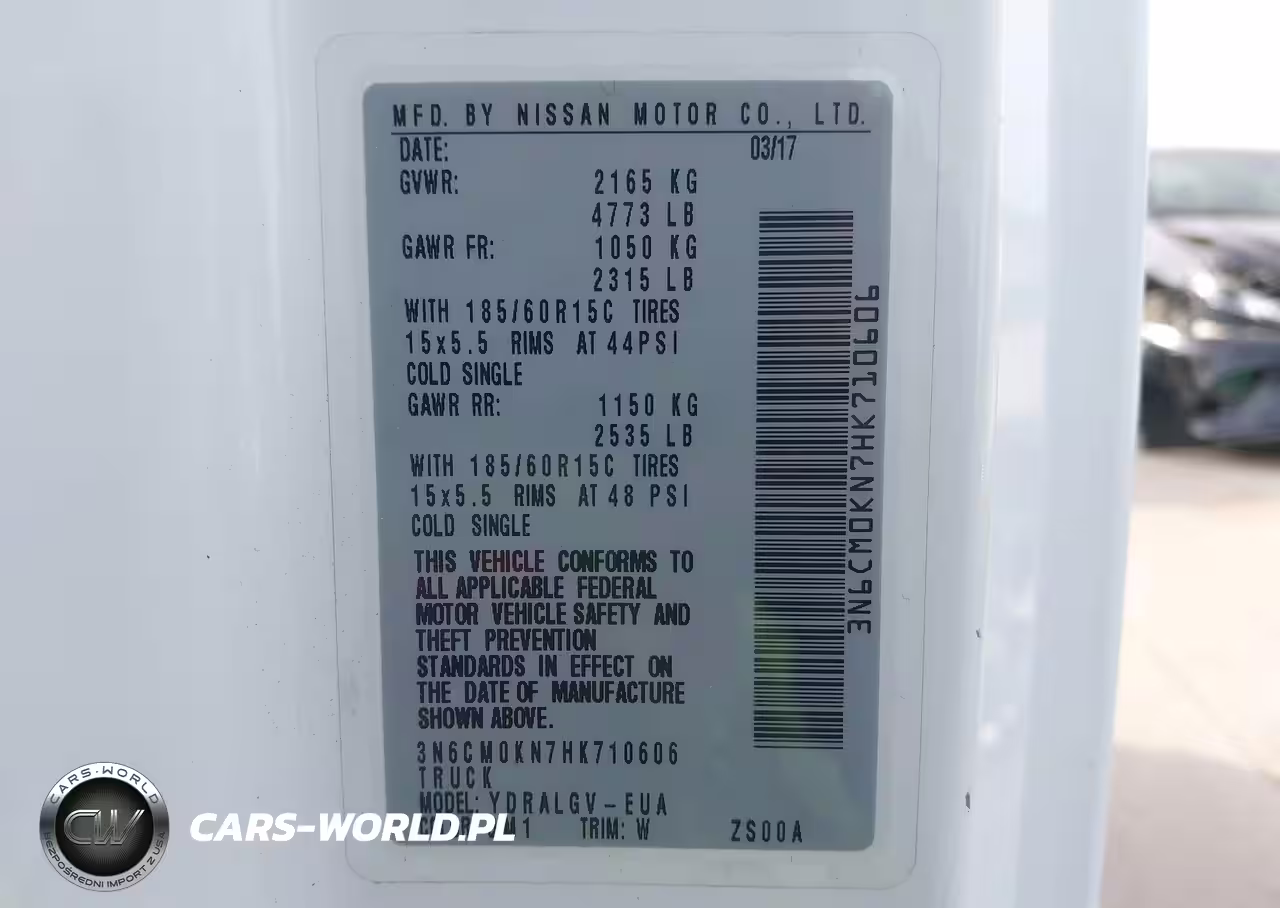 MFD. BY NISSAN MOTOR CO., LTD.
DATE: 03/17
GVWR: 2165 KG
4773 LB
GAWR FR: 1050 KG
2315 LB
WITH 185/60R15C TIRES
15x5.5 RIMS AT 44PSI
COLD SINGLE
GAWR RR: 1150 KG
2535 LB
WITH 185/60R15C TIRES
15x5.5 RIMS AT 48 PSI
COLD SINGLE
THIS VEHICLE CONFORMS TO
ALL APPLICABLE FEDERAL
MOTOR VEHICLE SAFETY AND
THEFT PREVENTION
STANDARDS IN EFFECT ON
THE DATE OF MANUFACTURE
SHOWN ABOVE.
3N6CM0KN7HK710606
TRUCK
MODEL: YDRALGV-EUA
TRIM: W ZS00A
3N6CM0KN7HK710606
CARS-WORLD
CW
BEZPOŚREDNI IMPORT Z USA
CARS-WORLD.PL